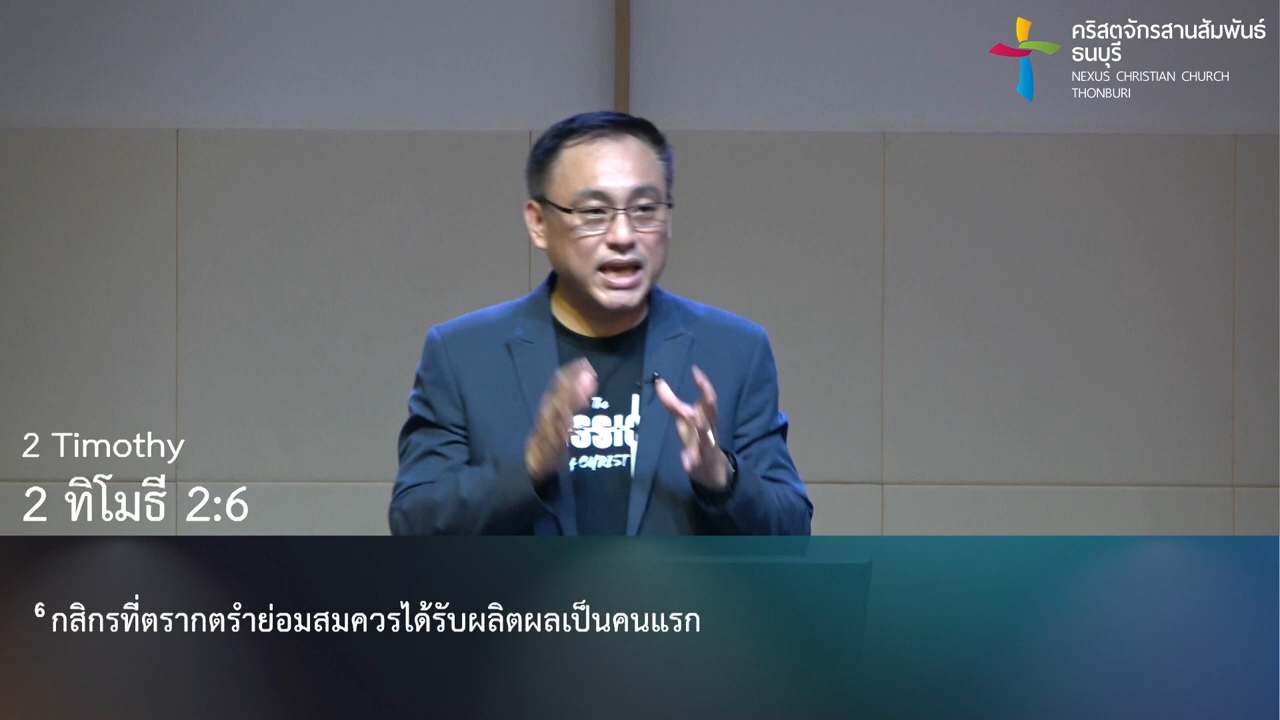 คริสตจักรสานสัมพันธ์
ธนบุรี
NEXUS CHRISTIAN CHURCH
THONBURI
The
CHRIST
2 Timothy
2 ทิโมธี 2:6
6 กสิกรที่ตรากตรำย่อมสมควรได้รับผลิตผลเป็นคนแรก